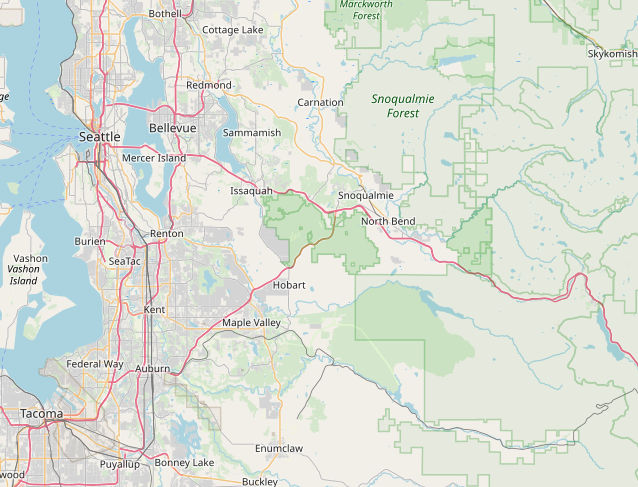 Marckworth
Forest
Bothell
Cottage Lake
Skykomish
Redmond
Carnation
Snoqualmie
Forest
Seattle
Bellevue
Sammamish
Mercer Island
Issaquah
Snoqualmie
North Bend
Renton
Burien
Vashon
Vashon
Island
SeaTac
Hobart
Kent
Maple Valley
Federal Way
Auburn
Tacoma
Enumclaw
Puyallup
Bonney Lake
wood
Buckley